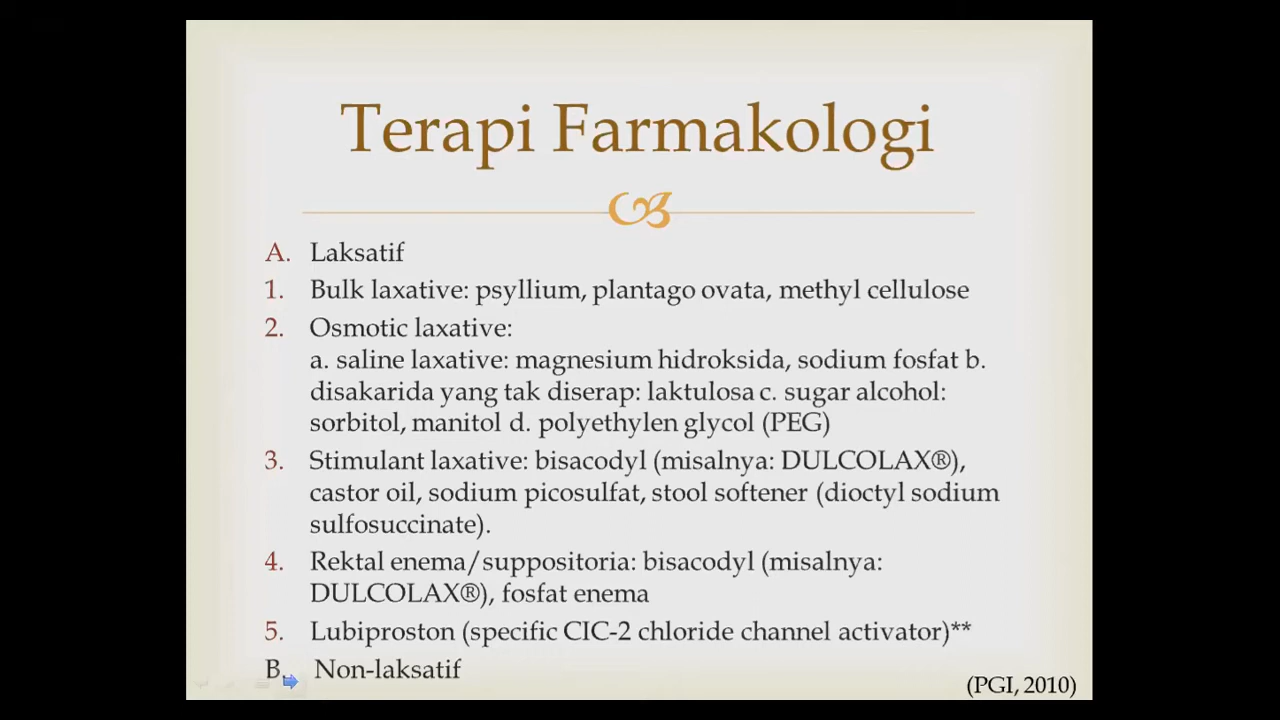 Terapi Farmakologi
A. Laksatif
1. Bulk laxative: psyllium, plantago ovata, methyl cellulose
2. Osmotic laxative:
a. saline laxative: magnesium hidroksida, sodium fosfat b.
disakarida yang tak diserap: laktulosa c. sugar alcohol:
sorbitol, manitol d. polyethylen glycol (PEG)
3. Stimulant laxative: bisacodyl (misalnya: DULCOLAX®),
castor oil, sodium picosulfat, stool softener (dioctyl sodium
sulfosuccinate).
4. Rektal enema/suppositoria: bisacodyl (misalnya:
DULCOLAX®), fosfat enema
5. Lubiproston (specific CIC-2 chloride channel activator)**
B. Non-laksatif
(PGI, 2010)